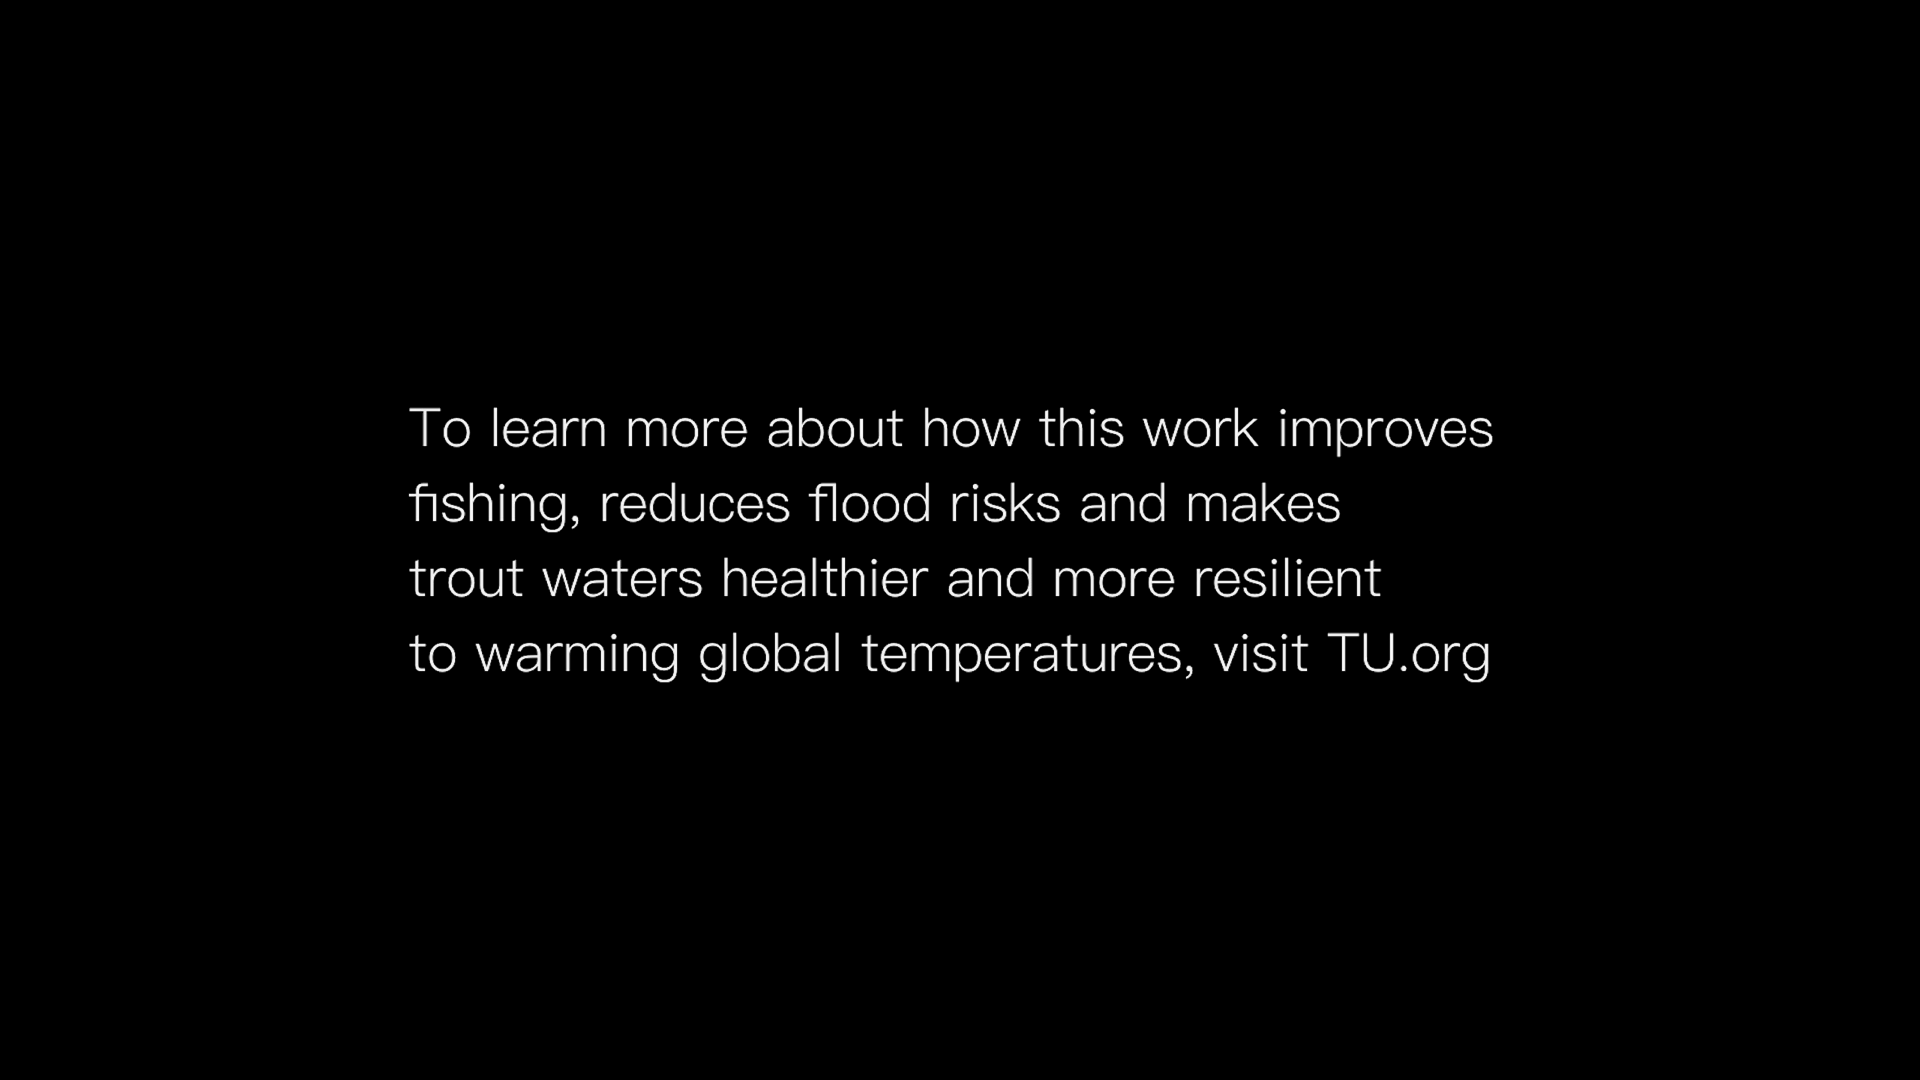 To learn more about how this work improves
fishing, reduces flood risks and makes
trout waters healthier and more resilient
to warming global temperatures, visit TU.org